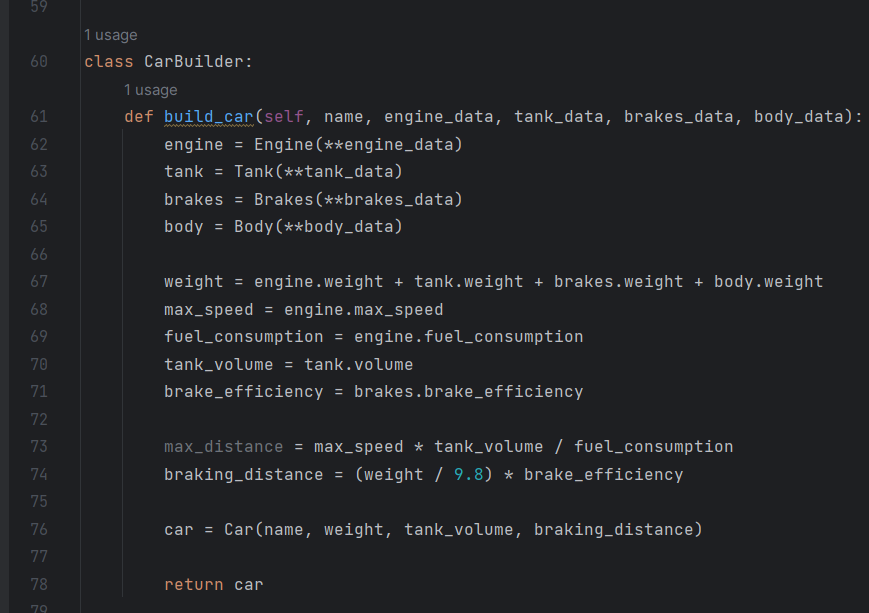 59
1 usage
60 class CarBuilder:
1 usage
61 def build_car(self, name, engine_data, tank_data, brakes_data, body_data):
62 engine = Engine(**engine_data)
63 tank = Tank(**tank_data)
64 brakes = Brakes(**brakes_data)
65 body = Body(**body_data)
66
67 weight = engine.weight + tank.weight + brakes.weight + body.weight
68 max_speed = engine.max_speed
69 fuel_consumption = engine.fuel_consumption
70 tank_volume = tank.volume
71 brake_efficiency = brakes.brake_efficiency
72
73 max_distance = max_speed * tank_volume / fuel_consumption
74 braking_distance = (weight / 9.8) * brake_efficiency
75
76 car = Car(name, weight, tank_volume, braking_distance)
77
78 return car
79